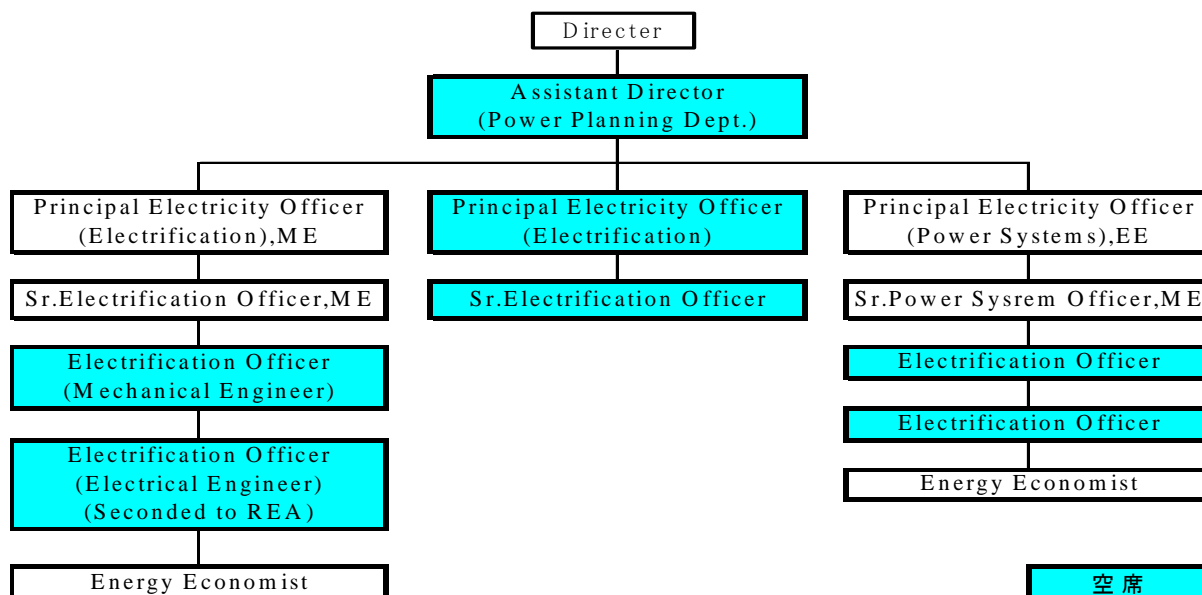 Directer
Assistant Director
(Power Planning Dept.)
Principal Electricity Officer
(Electrification),ME
Sr.Electrification Officer,ME
Electrification Officer
(Mechanical Engineer)
Electrification Officer
(Electrical Engineer)
(Seconded to REA)
Energy Economist
Principal Electricity Officer
(Electrification)
Sr.Electrification Officer
Principal Electricity Officer
(Power Systems),EE
Sr.Power Sysrem Officer,ME
Electrification Officer
Electrification Officer
Energy Economist
空席